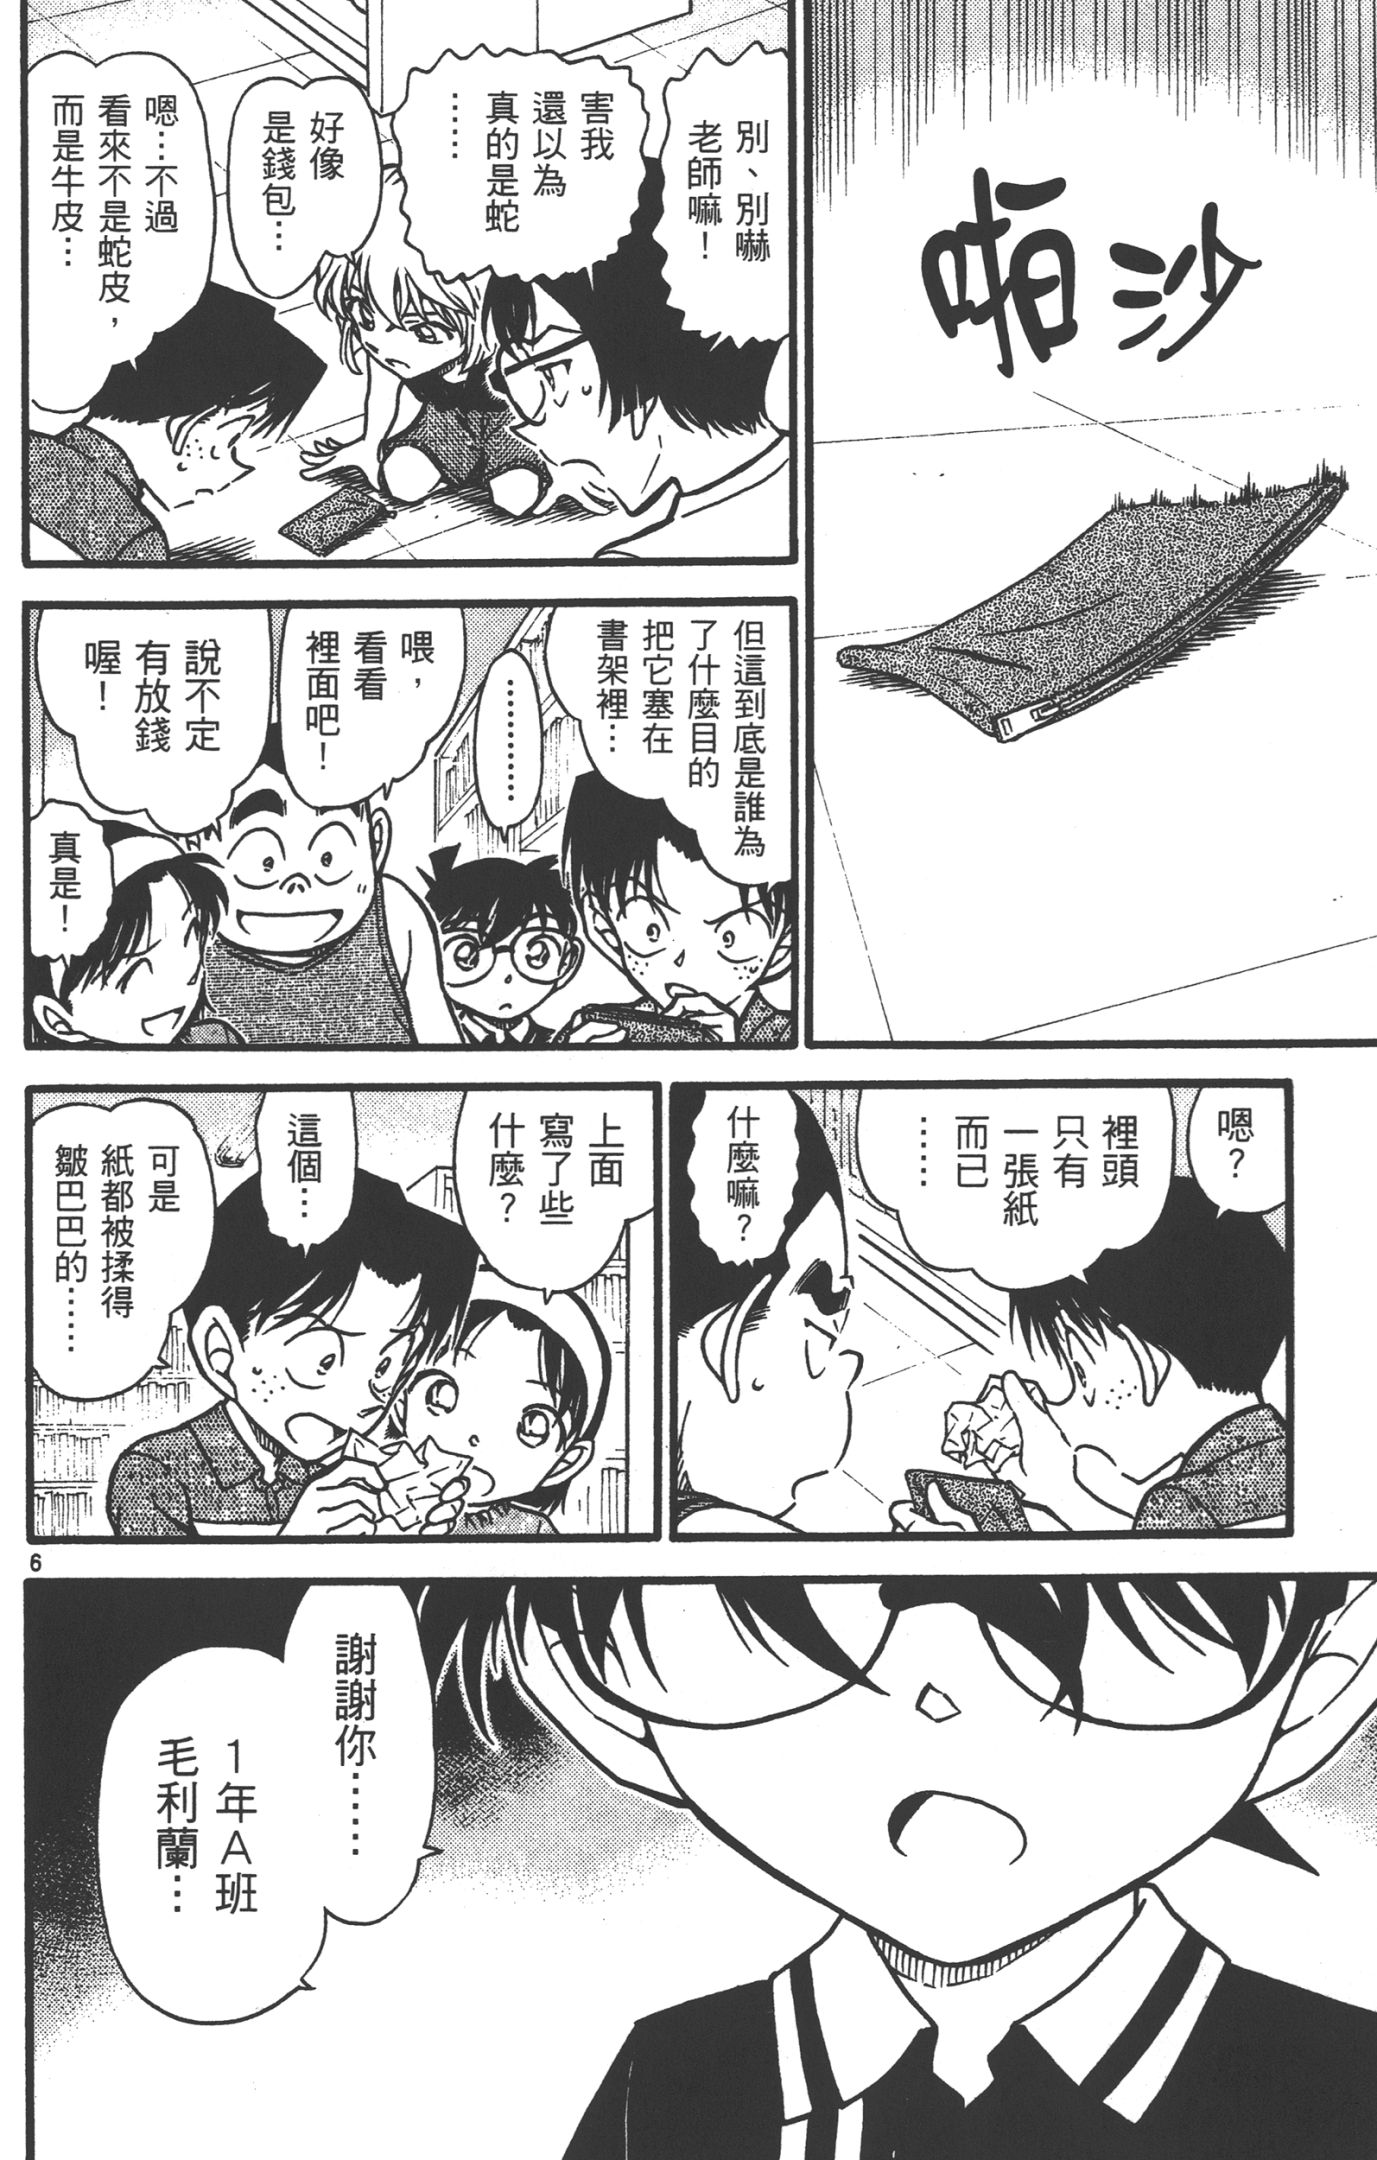 沙
啪
別、別嚇
老師嘛！
害我
還以為
真的是蛇
……
好像
是錢包…
嗯…不過
看來不是蛇皮，
而是牛皮…
但這到底是誰為
了什麼目的
把它塞在
書架裡…
…………
喂，
看看
裡面吧！
說不定
有放錢
喔！
真是！
嗯？
裡頭
只有
一張紙
而已
……
什麼嘛？
上面
寫了些
什麼？
這個…
可是
紙都被揉得
皺巴巴的……
6
謝謝你……
1年A班
毛利蘭…